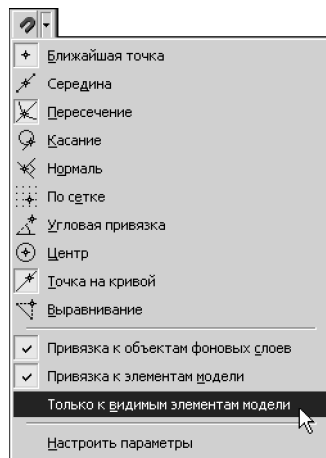 Ближайшая точка
Середина
Пересечение
Касание
Нормаль
По сетке
Угловая привязка
Центр
Точка на кривой
Выравнивание
Привязка к объектам фоновых слоев
Привязка к элементам модели
Только к видимым элементам модели
Настроить параметры